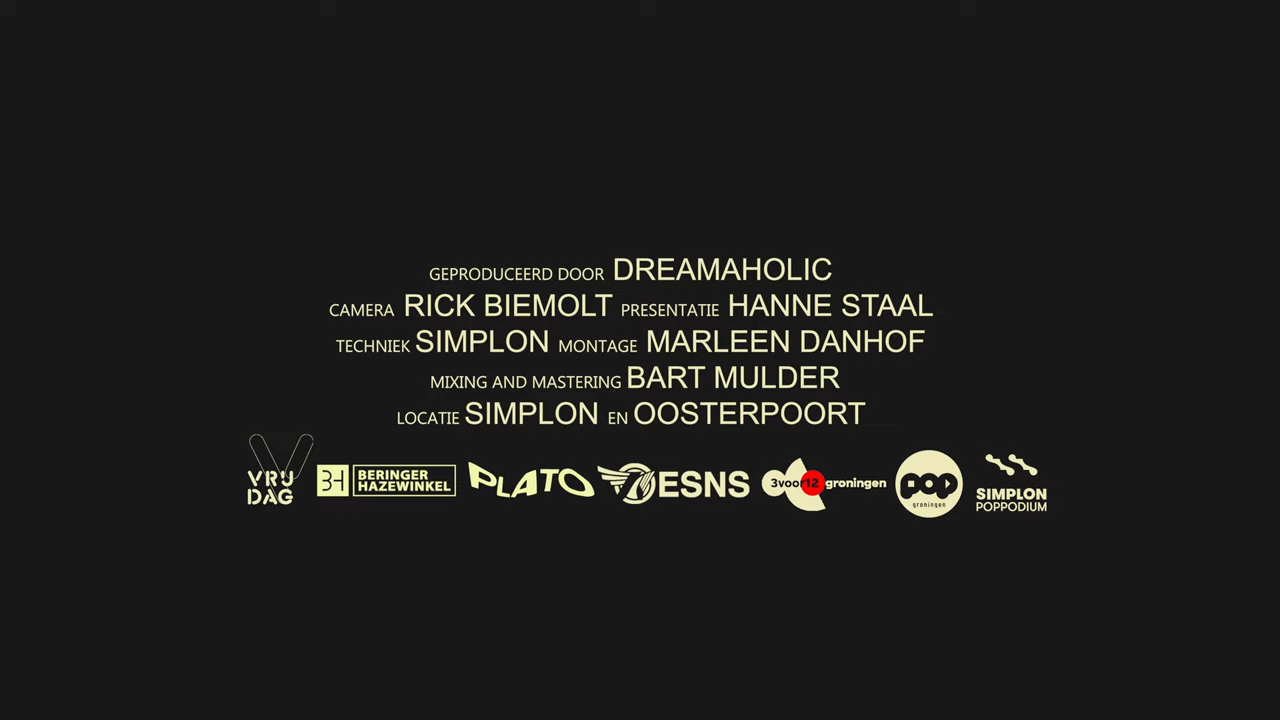 GEPRODUCEERD DOOR DREAMAHOLIC
CAMERA RICK BIEMOLT PRESENTATIE HANNE STAAL
TECHNIEK SIMPLON MONTAGE MARLEEN DANHOF
MIXING AND MASTERING BART MULDER
LOCATIE SIMPLON EN OOSTERPOORT
VRIJ
DAG
BH BERINGER
HAZEWINKEL
PLATO
ESNS
3voor12 groningen
pop
groningen
SIMPLON
POPPODIUM